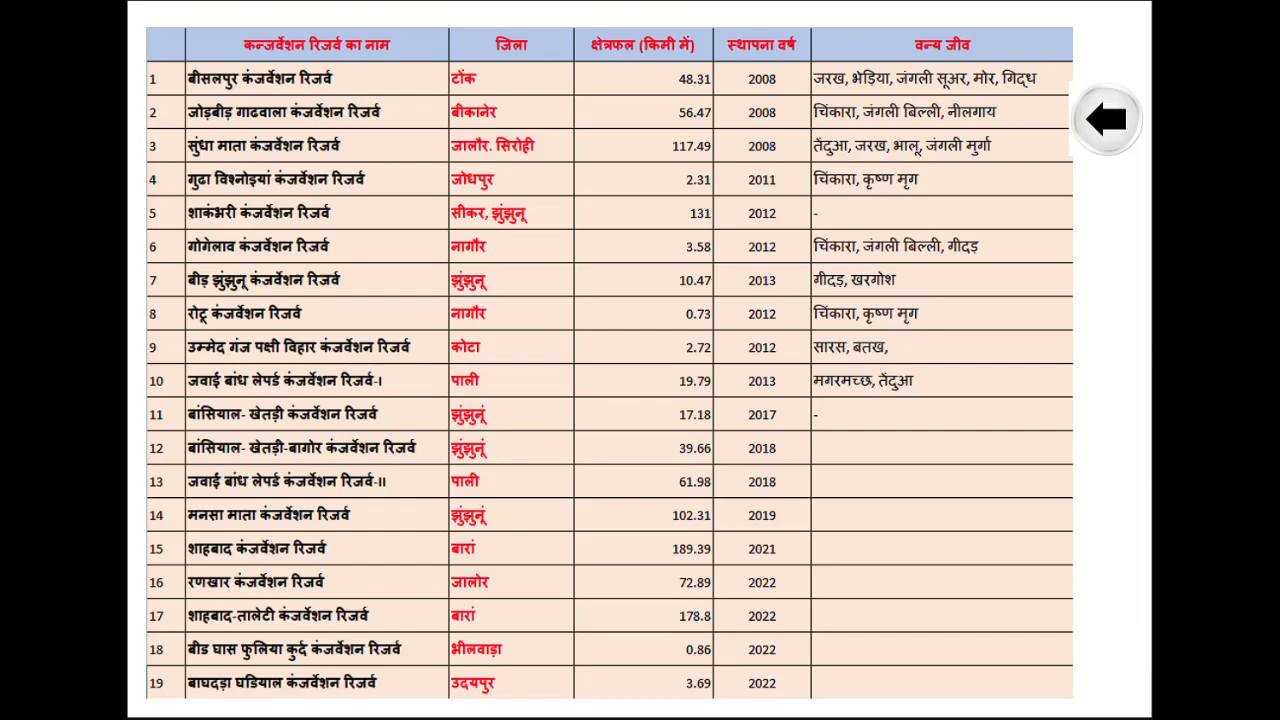 कन्जर्वेशन रिजर्व का नाम जिला क्षेत्रफल (किमी में) स्थापना वर्ष वन्य जीव
1 बीसलपुर कंजर्वेशन रिजर्व टोंक 48.31 2008 जरख, भेड़िया, जंगली सूअर, मोर, गिद्ध
2 जोड़बीड़ गाढवाला कंजर्वेशन रिजर्व बीकानेर 56.47 2008 चिंकारा, जंगली बिल्ली, नीलगाय
3 सुंधा माता कंजर्वेशन रिजर्व जालौर. सिरोही 117.49 2008 तेंदुआ, जरख, भालू, जंगली मुर्गा
4 गुढा विश्नोइयां कंजर्वेशन रिजर्व जोधपुर 2.31 2011 चिंकारा, कृष्ण मृग
5 शाकंभरी कंजर्वेशन रिजर्व सीकर, झुंझुनू 131 2012 -
6 गोगेलाव कंजर्वेशन रिजर्व नागौर 3.58 2012 चिंकारा, जंगली बिल्ली, गीदड़
7 बीड़ झुंझुनू कंजर्वेशन रिजर्व झुंझुनू 10.47 2013 गीदड़, खरगोश
8 रोटू कंजर्वेशन रिजर्व नागौर 0.73 2012 चिंकारा, कृष्ण मृग
9 उम्मेद गंज पक्षी विहार कंजर्वेशन रिजर्व कोटा 2.72 2012 सारस, बतख,
10 जवाई बांध लेपर्ड कंजर्वेशन रिजर्व-I पाली 19.79 2013 मगरमच्छ, तेंदुआ
11 बांसियाल- खेतड़ी कंजर्वेशन रिजर्व झुंझुनूं 17.18 2017 -
12 बांसियाल- खेतड़ी-बागोर कंजर्वेशन रिजर्व झुंझुनूं 39.66 2018
13 जवाई बांध लेपर्ड कंजर्वेशन रिजर्व-II पाली 61.98 2018
14 मनसा माता कंजर्वेशन रिजर्व झुंझुनूं 102.31 2019
15 शाहबाद कंजर्वेशन रिजर्व बारां 189.39 2021
16 रणखार कंजर्वेशन रिजर्व जालोर 72.89 2022
17 शाहबाद-तालेटी कंजर्वेशन रिजर्व बारां 178.8 2022
18 बीड घास फुलिया कुर्द कंजर्वेशन रिजर्व भीलवाड़ा 0.86 2022
19 बाघदड़ा घडियाल कंजर्वेशन रिजर्व उदयपुर 3.69 2022